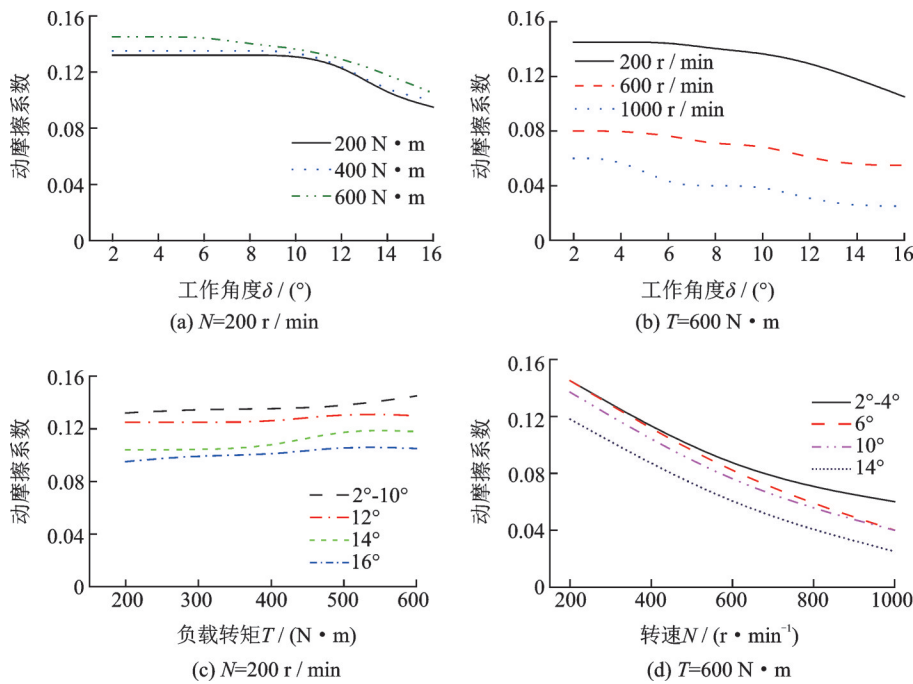 0.16
0.12
0.08
0.04
0
动摩擦系数
200 N·m
400 N·m
600 N·m
2 4 6 8 10 12 14 16
工作角度δ / (°)
(a) N=200 r / min
0.16
0.12
0.08
0.04
0
动摩擦系数
200 r / min
600 r / min
1000 r / min
2 4 6 8 10 12 14 16
工作角度δ / (°)
(b) T=600 N·m
0.16
0.12
0.08
0.04
0
动摩擦系数
2°-10°
12°
14°
16°
200 300 400 500 600
负载转矩T / (N·m)
(c) N=200 r / min
0.16
0.12
0.08
0.04
0
动摩擦系数
2°-4°
6°
10°
14°
200 400 600 800 1000
转速N / (r·min⁻¹)
(d) T=600 N·m